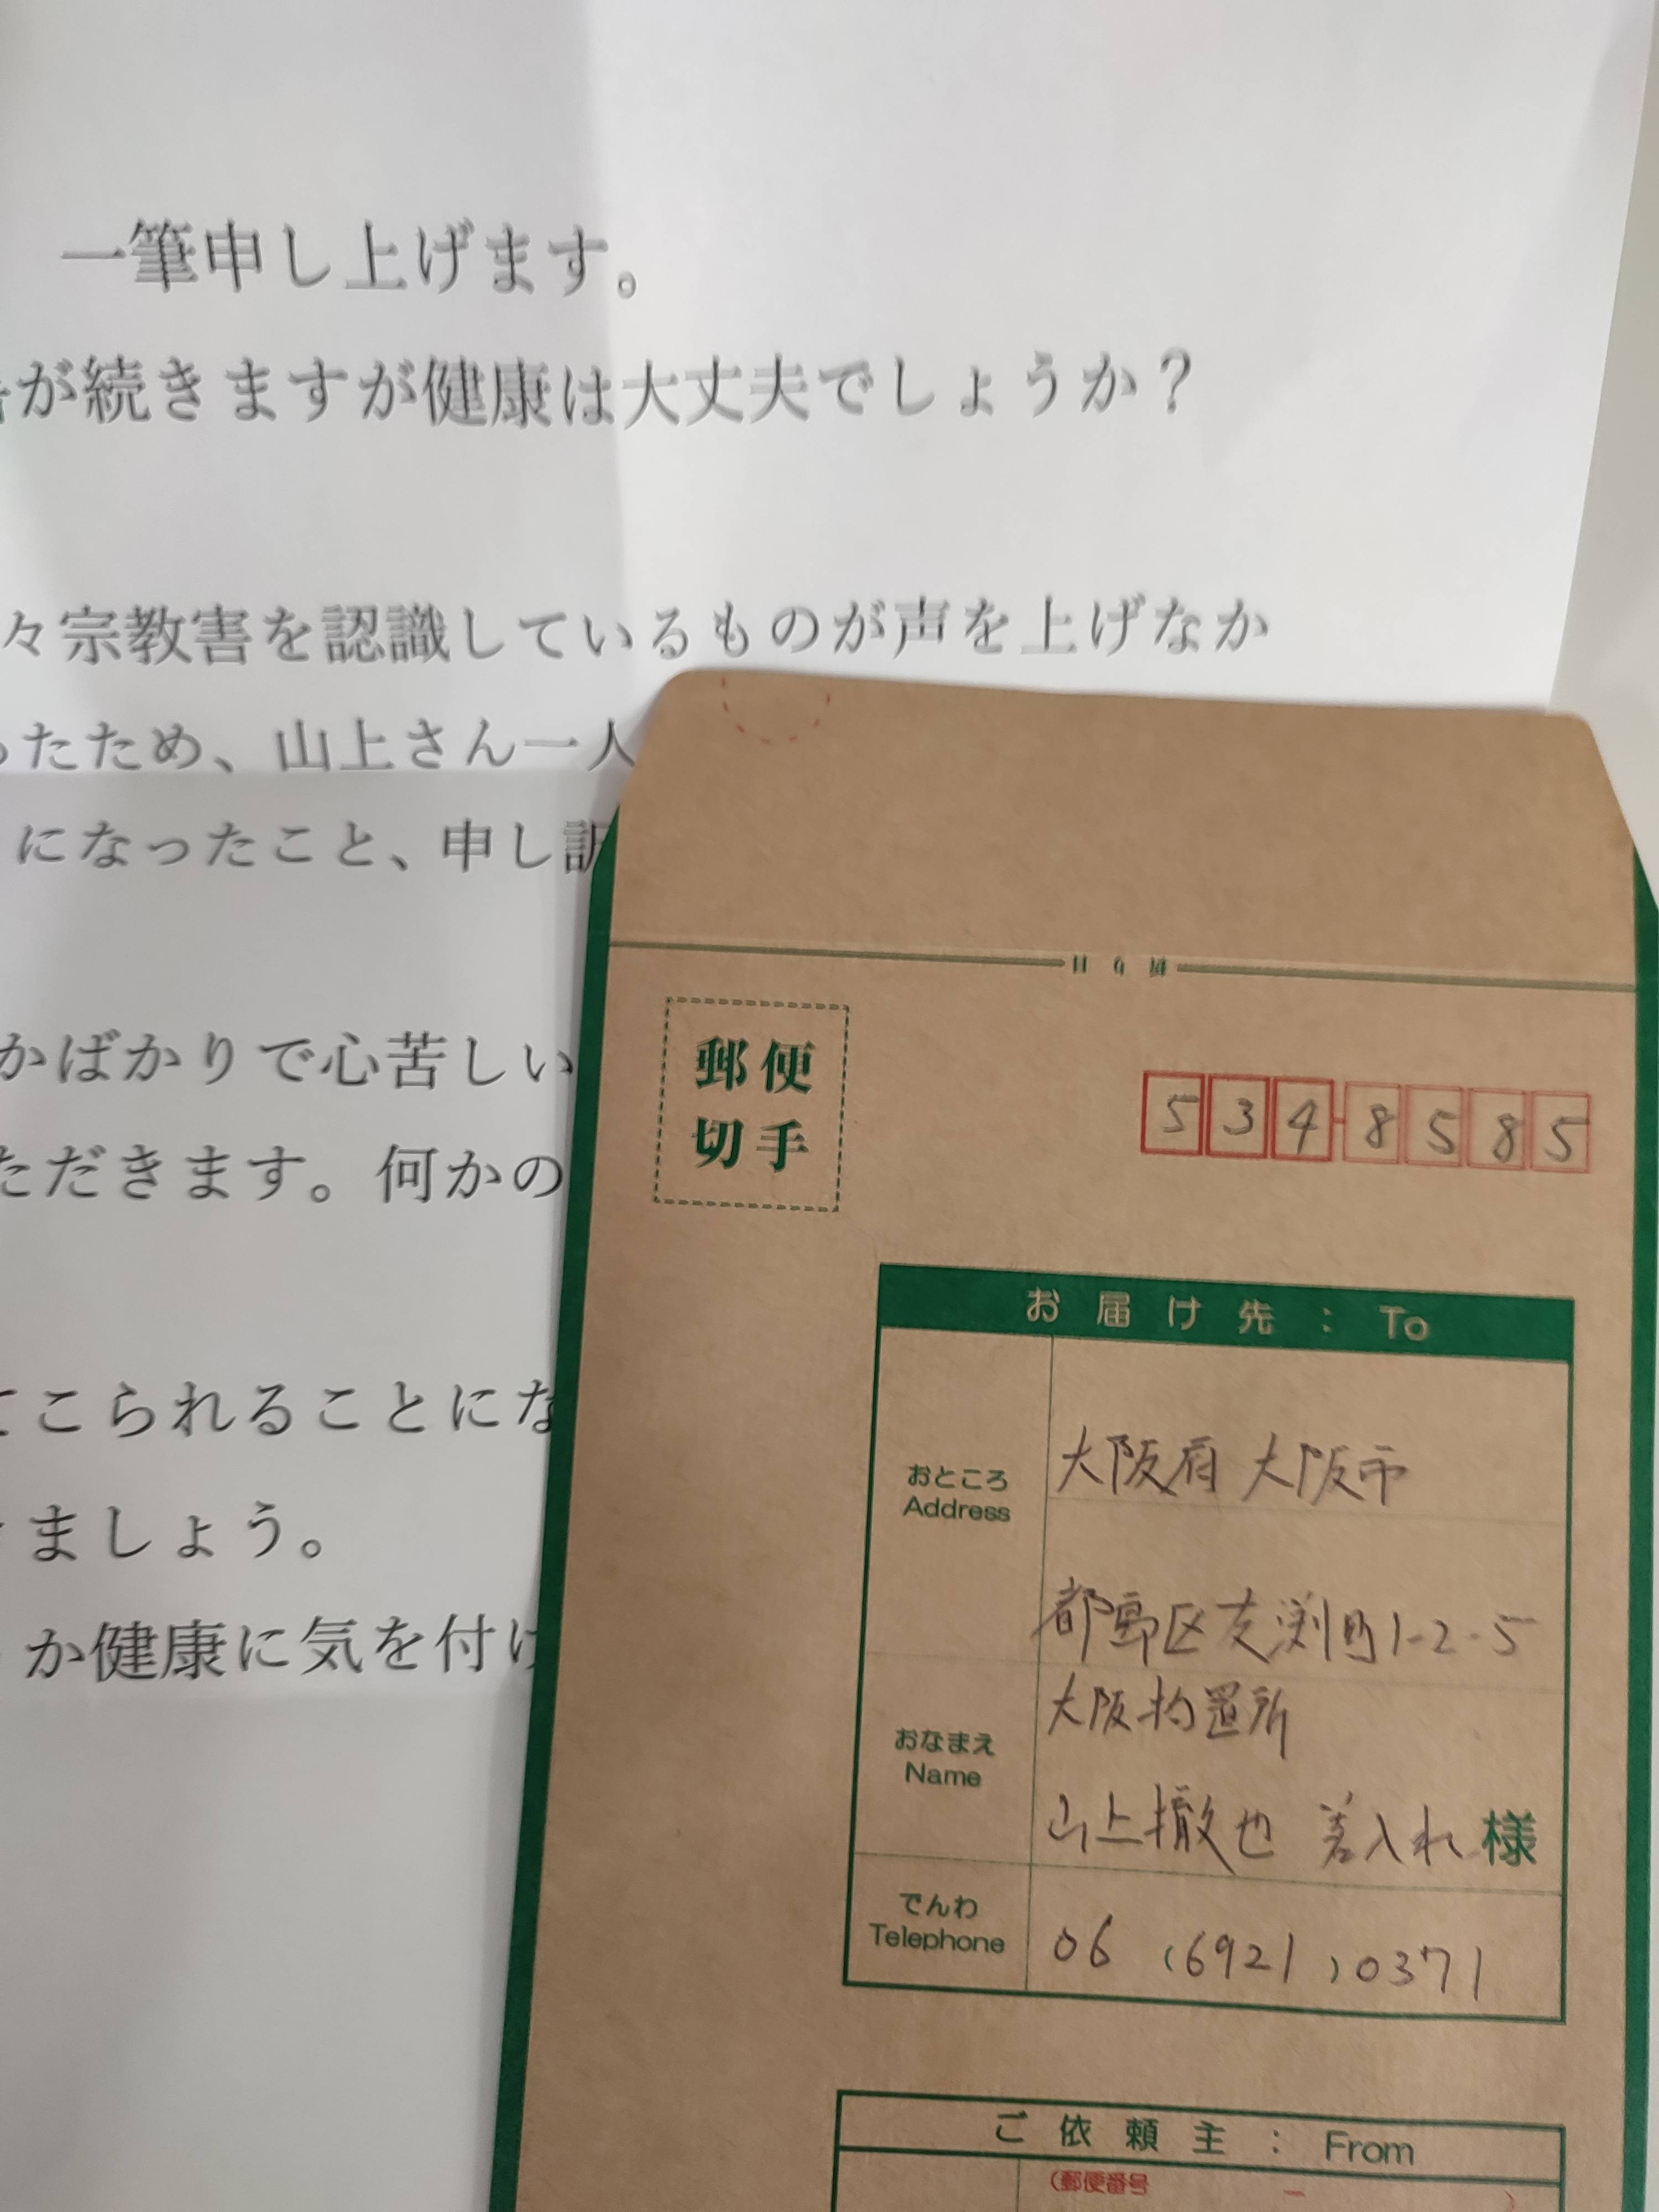 一筆申し上げます。
が続きますが健康は大丈夫でしょうか？
々宗教害を認識しているものが声を上げなか
ったため、山上さん一人
になったこと、申し訳
かばかりで心苦しい
ただきます。何かの
てこられることにな
きましょう。
か健康に気を付け
郵便
切手
534-8585
お届け先：To
おところ
Address
大阪府 大阪市
都島区友渕町1-2-5
大阪拘置所
おなまえ
Name
山上撤也 差入れ様
でんわ
Telephone
06（6921）0371
ご依頼主：From
（郵便番号 － ）